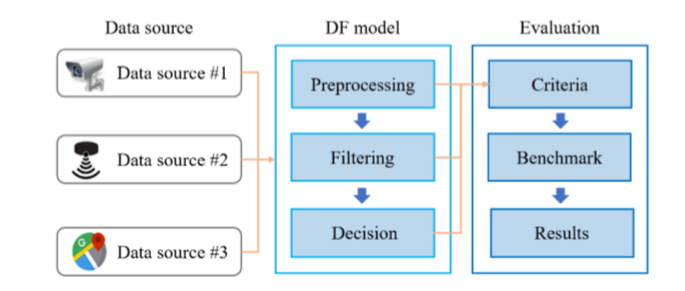 Data source
DF model
Evaluation
Data source #1
Data source #2
Data source #3
Preprocessing
Filtering
Decision
Criteria
Benchmark
Results